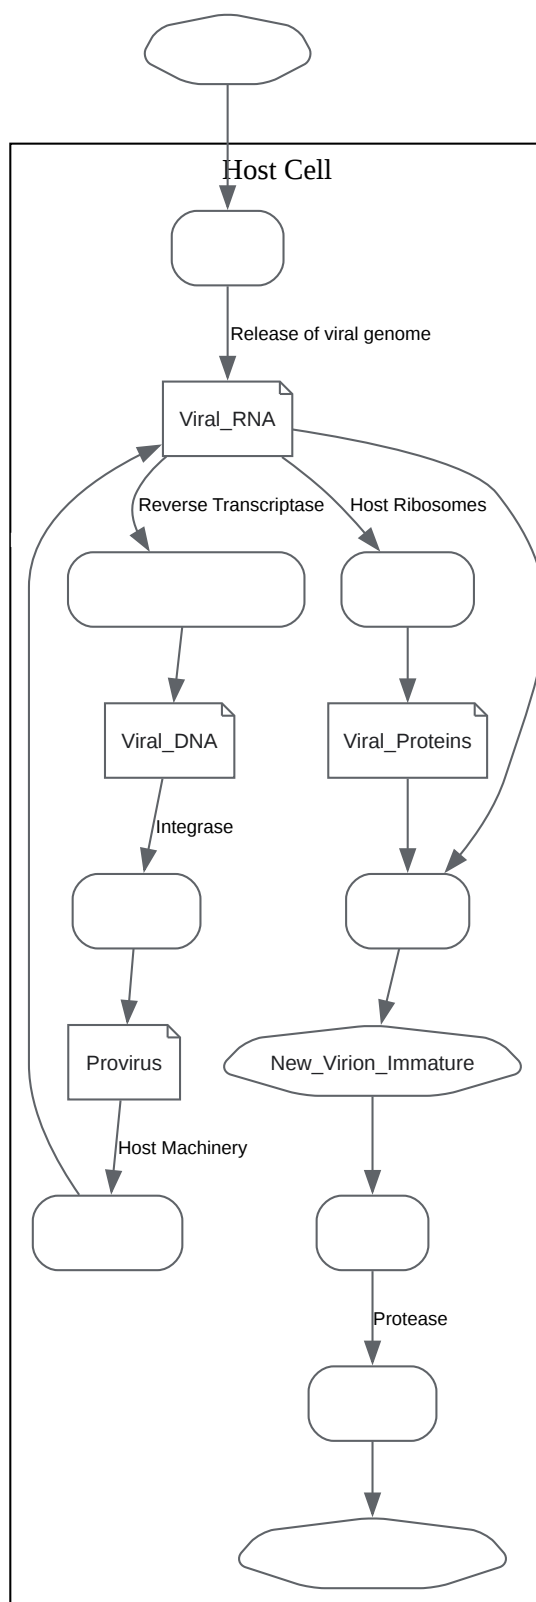 Host Cell
Release of viral genome
Viral_RNA
Reverse Transcriptase
Host Ribosomes
Viral_DNA
Viral_Proteins
Integrase
Provirus
New_Virion_Immature
Host Machinery
Protease